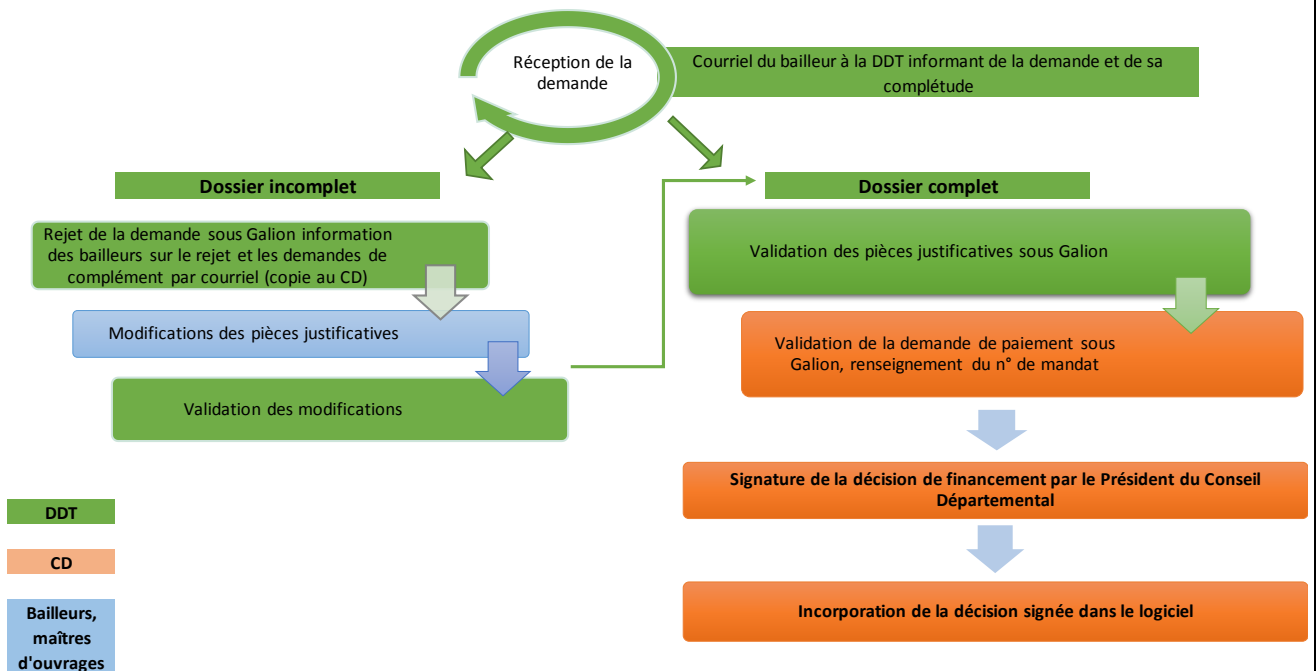 Réception de la
demande
Courriel du bailleur à la DDT informant de la demande et de sa
complétude
Dossier incomplet
Rejet de la demande sous Galion information
des bailleurs sur le rejet et les demandes de
complément par courriel (copie au CD)
Modifications des pièces justificatives
Validation des modifications
Dossier complet
Validation des pièces justificatives sous Galion
Validation de la demande de paiement sous
Galion, renseignement du n° de mandat
Signature de la décision de financement par le Président du Conseil
Départemental
Incorporation de la décision signée dans le logiciel
DDT
CD
Bailleurs,
maîtres
d'ouvrages